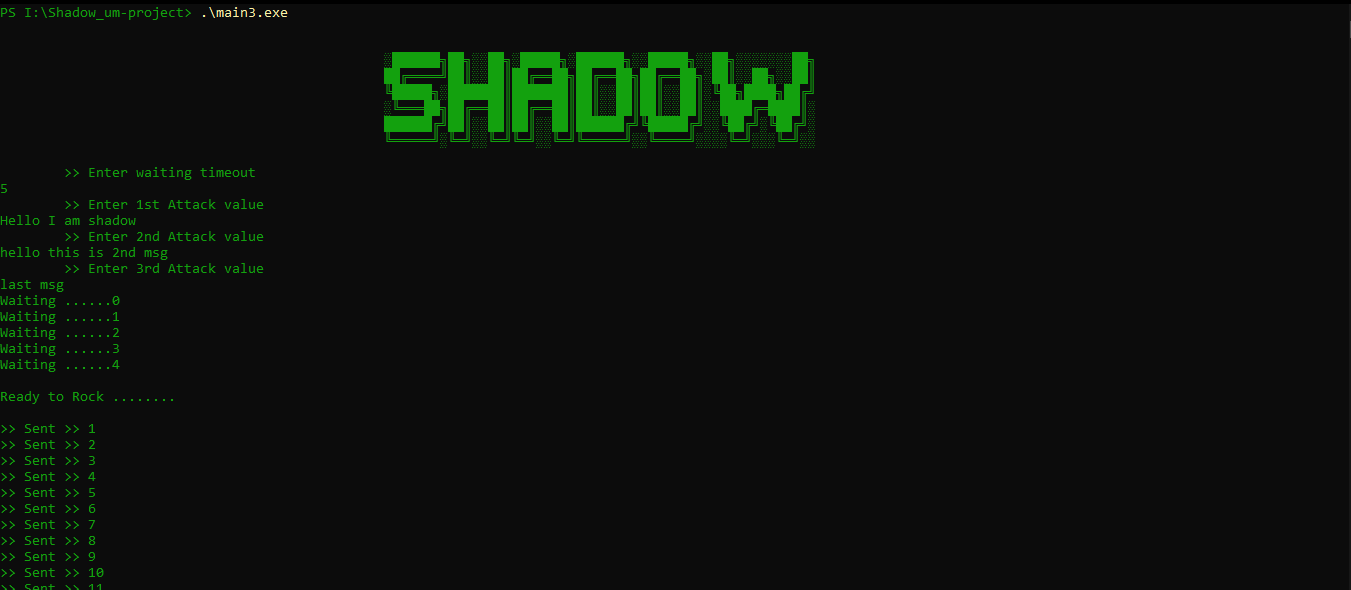 PS I:\Shadow_um-project> .\main3.exe
SHADOW
>> Enter waiting timeout
5
>> Enter 1st Attack value
Hello I am shadow
>> Enter 2nd Attack value
hello this is 2nd msg
>> Enter 3rd Attack value
last msg
Waiting ......0
Waiting ......1
Waiting ......2
Waiting ......3
Waiting ......4
Ready to Rock ........
>> Sent >> 1
>> Sent >> 2
>> Sent >> 3
>> Sent >> 4
>> Sent >> 5
>> Sent >> 6
>> Sent >> 7
>> Sent >> 8
>> Sent >> 9
>> Sent >> 10
>> Sent >> 11